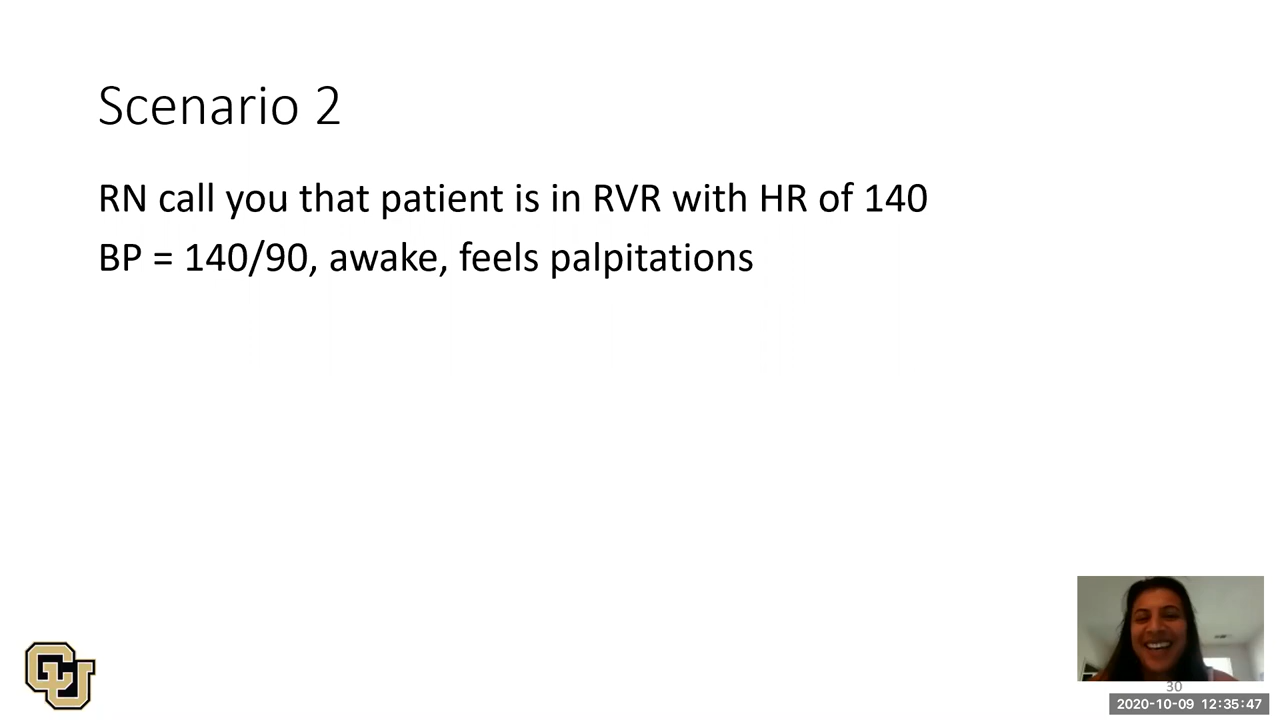 Scenario 2
RN call you that patient is in RVR with HR of 140
BP = 140/90, awake, feels palpitations
CU
30
2020-10-09 12:35:47